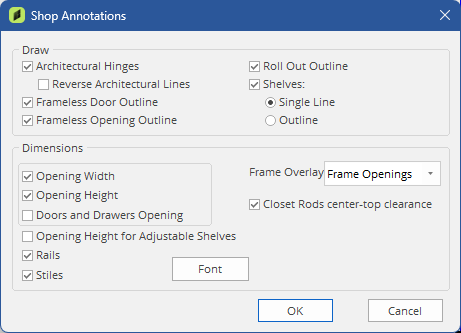 Shop Annotations
Draw
Architectural Hinges
Reverse Architectural Lines
Frameless Door Outline
Frameless Opening Outline
Roll Out Outline
Shelves:
Single Line
Outline
Dimensions
Opening Width
Opening Height
Doors and Drawers Opening
Opening Height for Adjustable Shelves
Rails
Stiles
Frame Overlay Frame Openings
Closet Rods center-top clearance
Font
OK Cancel